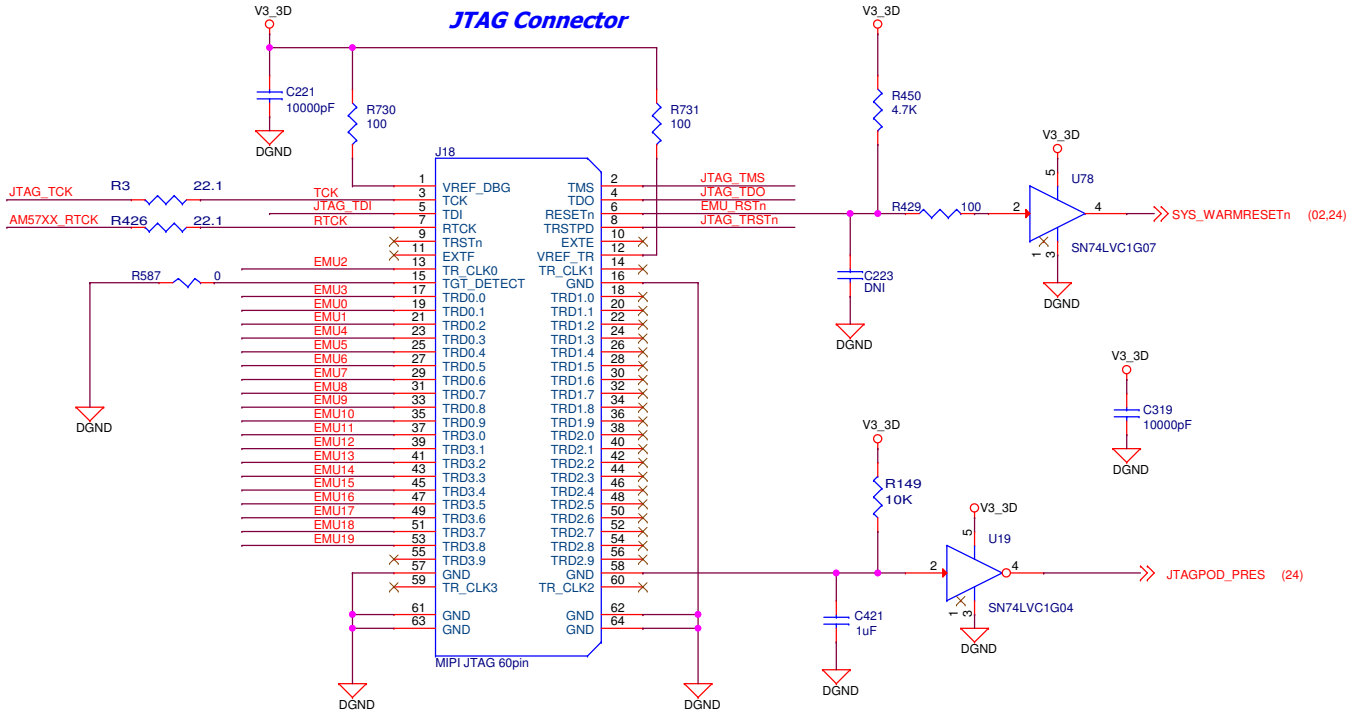 JTAG Connector
V3_3D
V3_3D
C221
10000pF
DGND
R730
100
R731
100
R450
4.7K
V3_3D
U78
5
2
4
1
3
SN74LVC1G07
DGND
SYS_WARMRESETn (02,24)
R429
100
C223
DNI
DGND
J18
JTAG_TCK R3 22.1 TCK 3 TCK
1 VREF_DBG
JTAG_TDI 5 TDI
AM57XX_RTCK R426 22.1 RTCK 7 RTCK
9 TRSTn
11 EXTF
EMU2 13 TR_CLK0
R587 0 15 TGT_DETECT
EMU3 17 TRD0.0
EMU0 19 TRD0.1
EMU1 21 TRD0.2
EMU4 23 TRD0.3
EMU5 25 TRD0.4
EMU6 27 TRD0.5
EMU7 29 TRD0.6
EMU8 31 TRD0.7
EMU9 33 TRD0.8
EMU10 35 TRD0.9
EMU11 37 TRD3.0
EMU12 39 TRD3.1
EMU13 41 TRD3.2
EMU14 43 TRD3.3
EMU15 45 TRD3.4
EMU16 47 TRD3.5
EMU17 49 TRD3.6
EMU18 51 TRD3.7
EMU19 53 TRD3.8
55 TRD3.9
57 GND
59 TR_CLK3
61 GND
63 GND
TMS 2 JTAG_TMS
TDO 4 JTAG_TDO
RESETn 6 EMU_RSTn
TRSTPD 8 JTAG_TRSTn
EXTE 10
VREF_TR 12
TR_CLK1 14
GND 16
TRD1.0 18
TRD1.1 20
TRD1.2 22
TRD1.3 24
TRD1.4 26
TRD1.5 28
TRD1.6 30
TRD1.7 32
TRD1.8 34
TRD1.9 36
TRD2.0 38
TRD2.1 40
TRD2.2 42
TRD2.3 44
TRD2.4 46
TRD2.5 48
TRD2.6 50
TRD2.7 52
TRD2.8 54
TRD2.9 56
GND 58
TR_CLK2 60
GND 62
GND 64
MIPI JTAG 60pin
DGND
DGND
DGND
V3_3D
C319
10000pF
DGND
V3_3D
R149
10K
V3_3D
U19
5
2
4
1
3
SN74LVC1G04
DGND
JTAGPOD_PRES (24)
C421
1uF
DGND